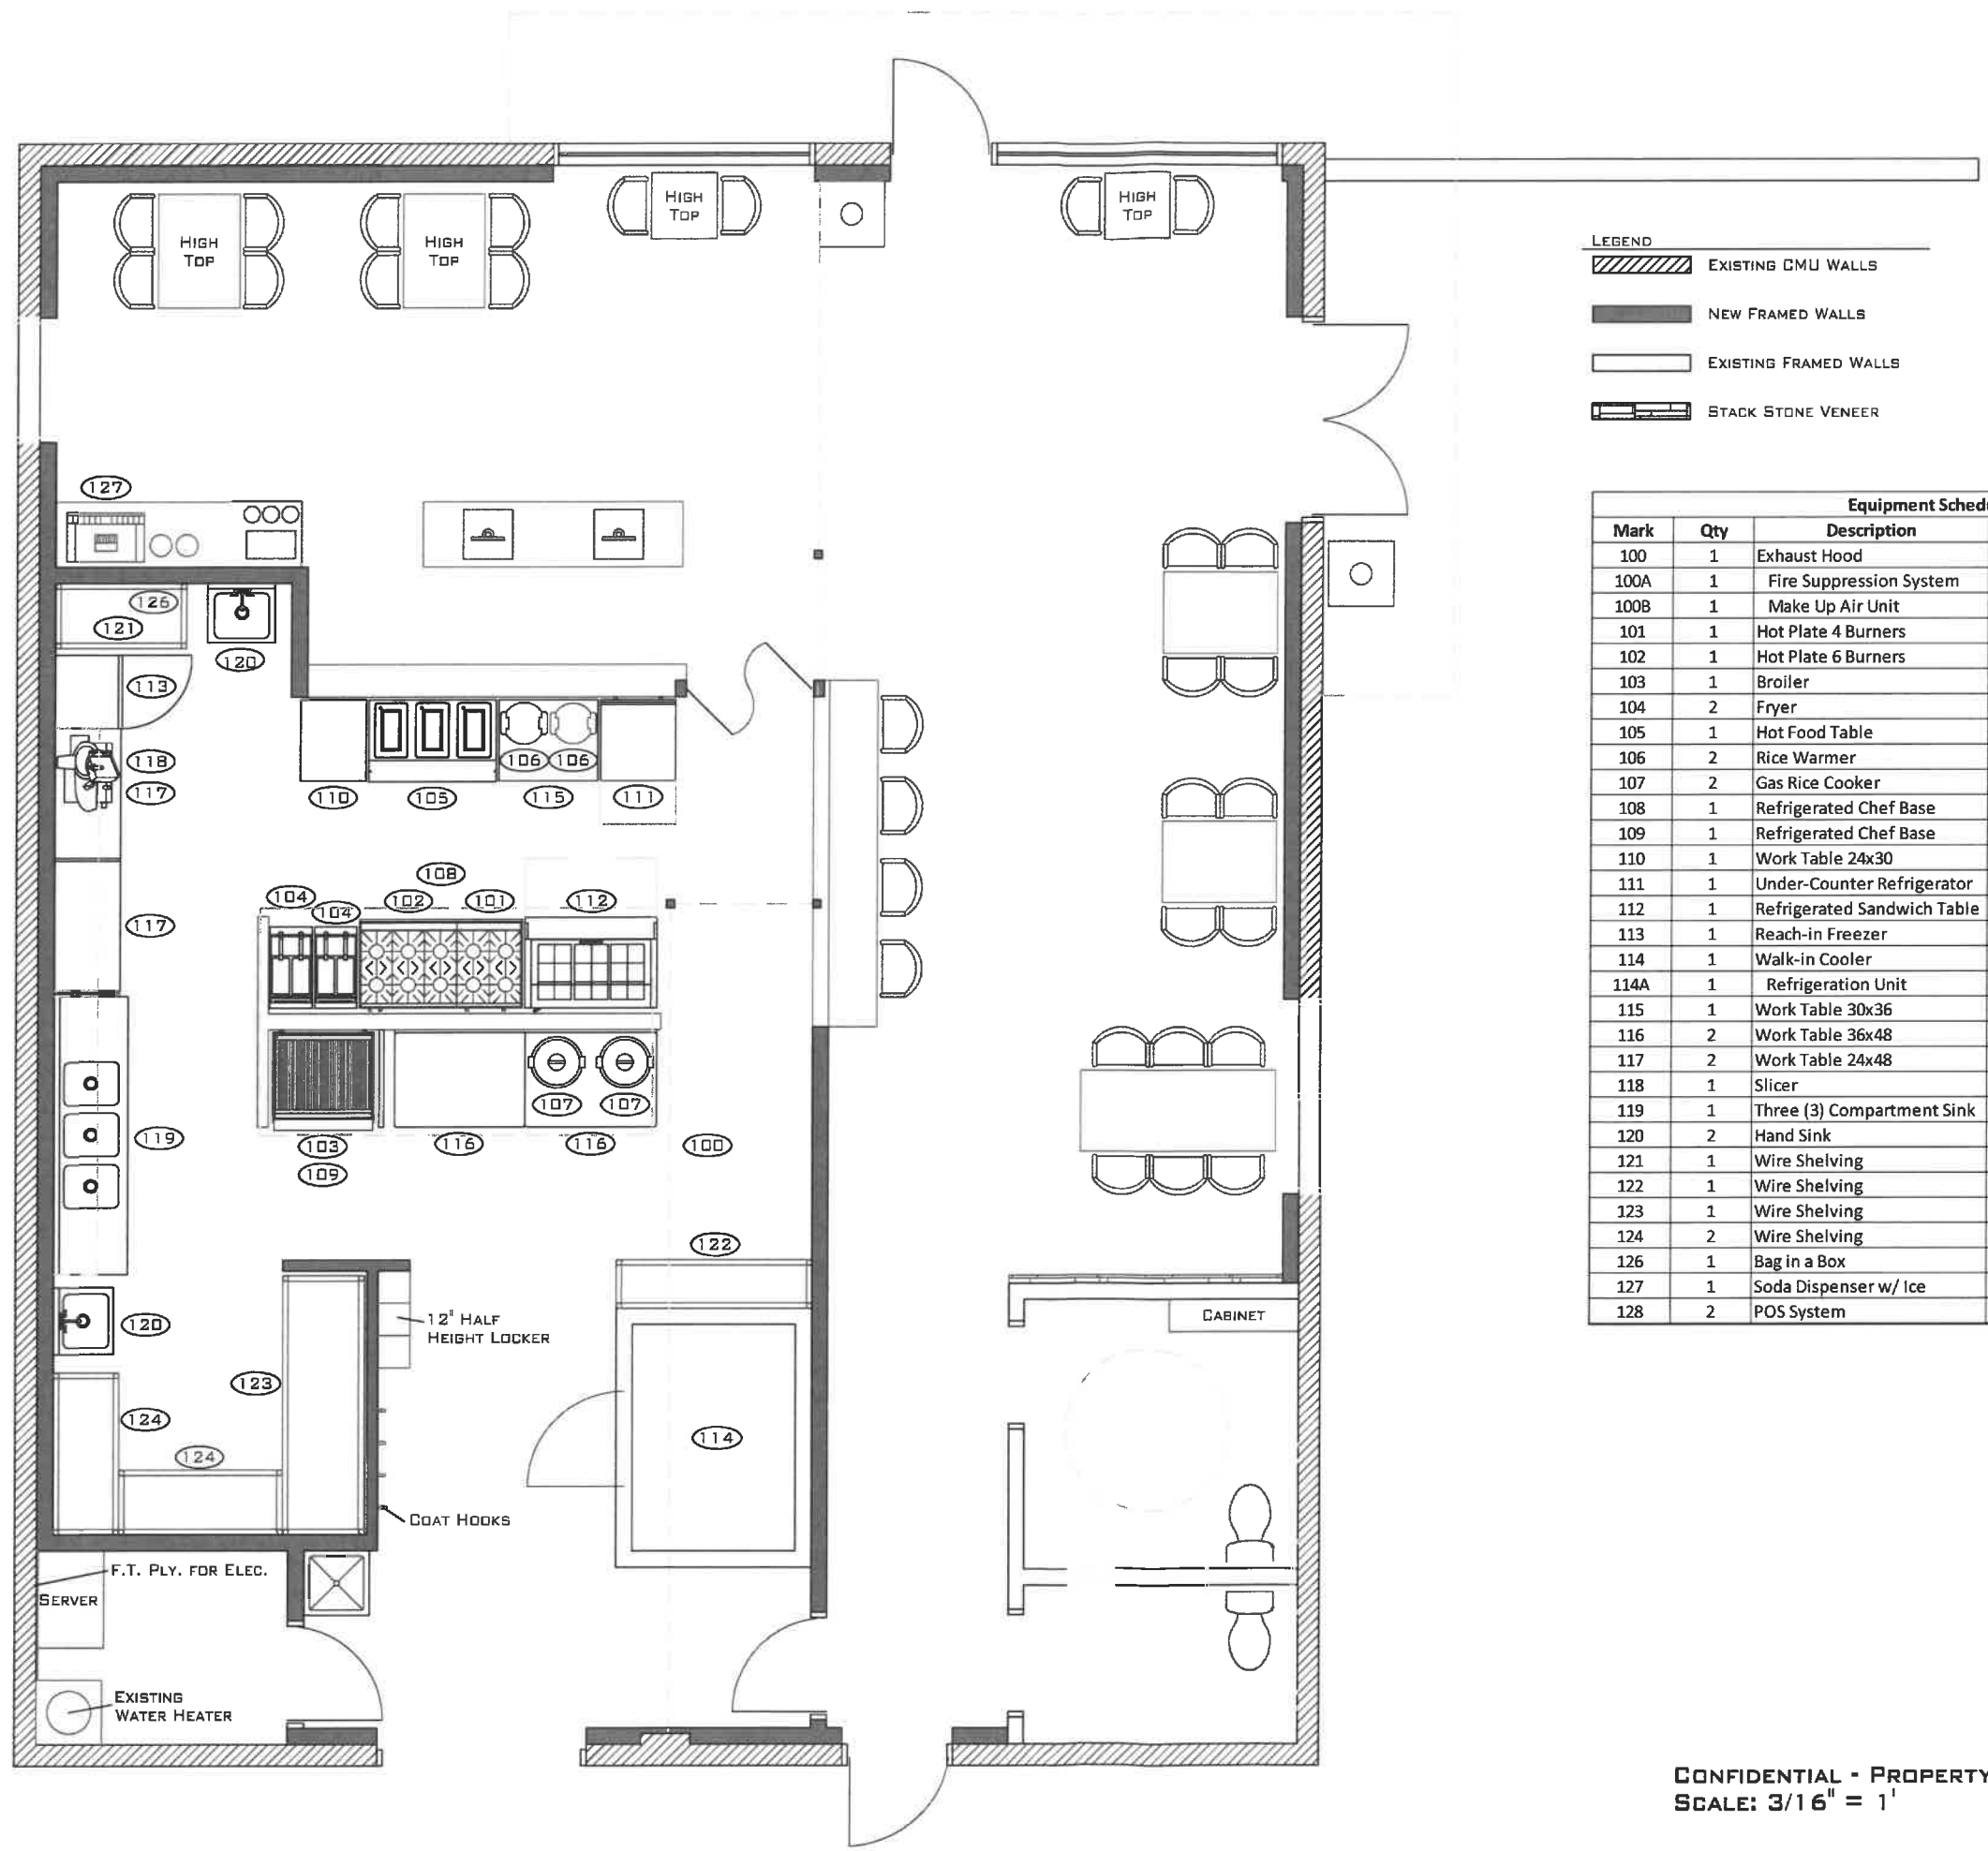 HIGH
TOP
HIGH
TOP
HIGH
TOP
HIGH
TOP
LEGEND
EXISTING CMU WALLS
NEW FRAMED WALLS
EXISTING FRAMED WALLS
STACK STONE VENEER
127
126
121
120
113
118
117
106 106
110 105 115 111
108
104 102 101 112
104
117
107 107
119
103 116 116 100
109
122
12" HALF
HEIGHT LOCKER
CABINET
120
123
124
114
124
COAT HOOKS
F.T. PLY. FOR ELEC.
SERVER
EXISTING
WATER HEATER
Equipment Sched
Mark Qty Description
100 1 Exhaust Hood
100A 1 Fire Suppression System
100B 1 Make Up Air Unit
101 1 Hot Plate 4 Burners
102 1 Hot Plate 6 Burners
103 1 Broiler
104 2 Fryer
105 1 Hot Food Table
106 2 Rice Warmer
107 2 Gas Rice Cooker
108 1 Refrigerated Chef Base
109 1 Refrigerated Chef Base
110 1 Work Table 24x30
111 1 Under-Counter Refrigerator
112 1 Refrigerated Sandwich Table
113 1 Reach-in Freezer
114 1 Walk-in Cooler
114A 1 Refrigeration Unit
115 1 Work Table 30x36
116 2 Work Table 36x48
117 2 Work Table 24x48
118 1 Slicer
119 1 Three (3) Compartment Sink
120 2 Hand Sink
121 1 Wire Shelving
122 1 Wire Shelving
123 1 Wire Shelving
124 2 Wire Shelving
126 1 Bag in a Box
127 1 Soda Dispenser w/ Ice
128 2 POS System
CONFIDENTIAL - PROPERTY
SCALE: 3/16" = 1'